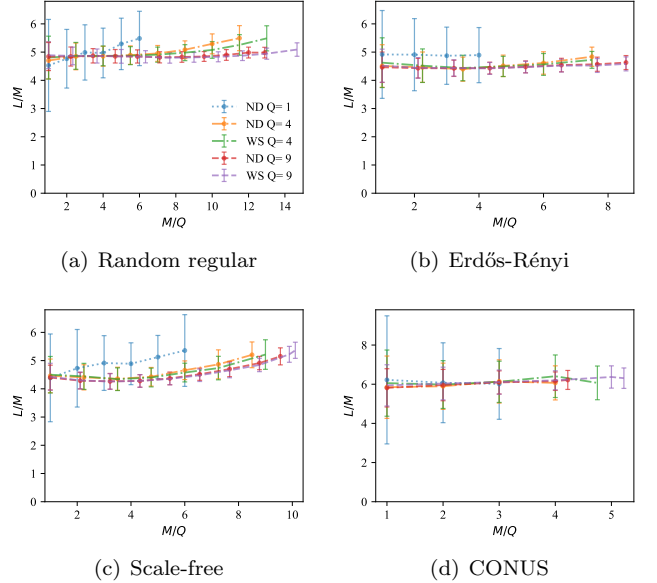 6
5
4
3
2
1
0
L/M
2 4 6 8 10 12 14
M/Q
ND Q= 1
ND Q= 4
WS Q= 4
ND Q= 9
WS Q= 9
(a) Random regular
6
5
4
3
2
1
0
L/M
2 4 6 8
M/Q
(b) Erdős-Rényi
6
5
4
3
2
1
0
L/M
2 4 6 8 10
M/Q
(c) Scale-free
8
6
4
2
0
L/M
1 2 3 4 5
M/Q
(d) CONUS